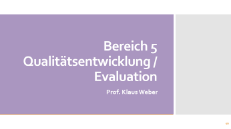 Bereich 5
Qualitätsentwicklung /
Evaluation
Prof. Klaus Weber